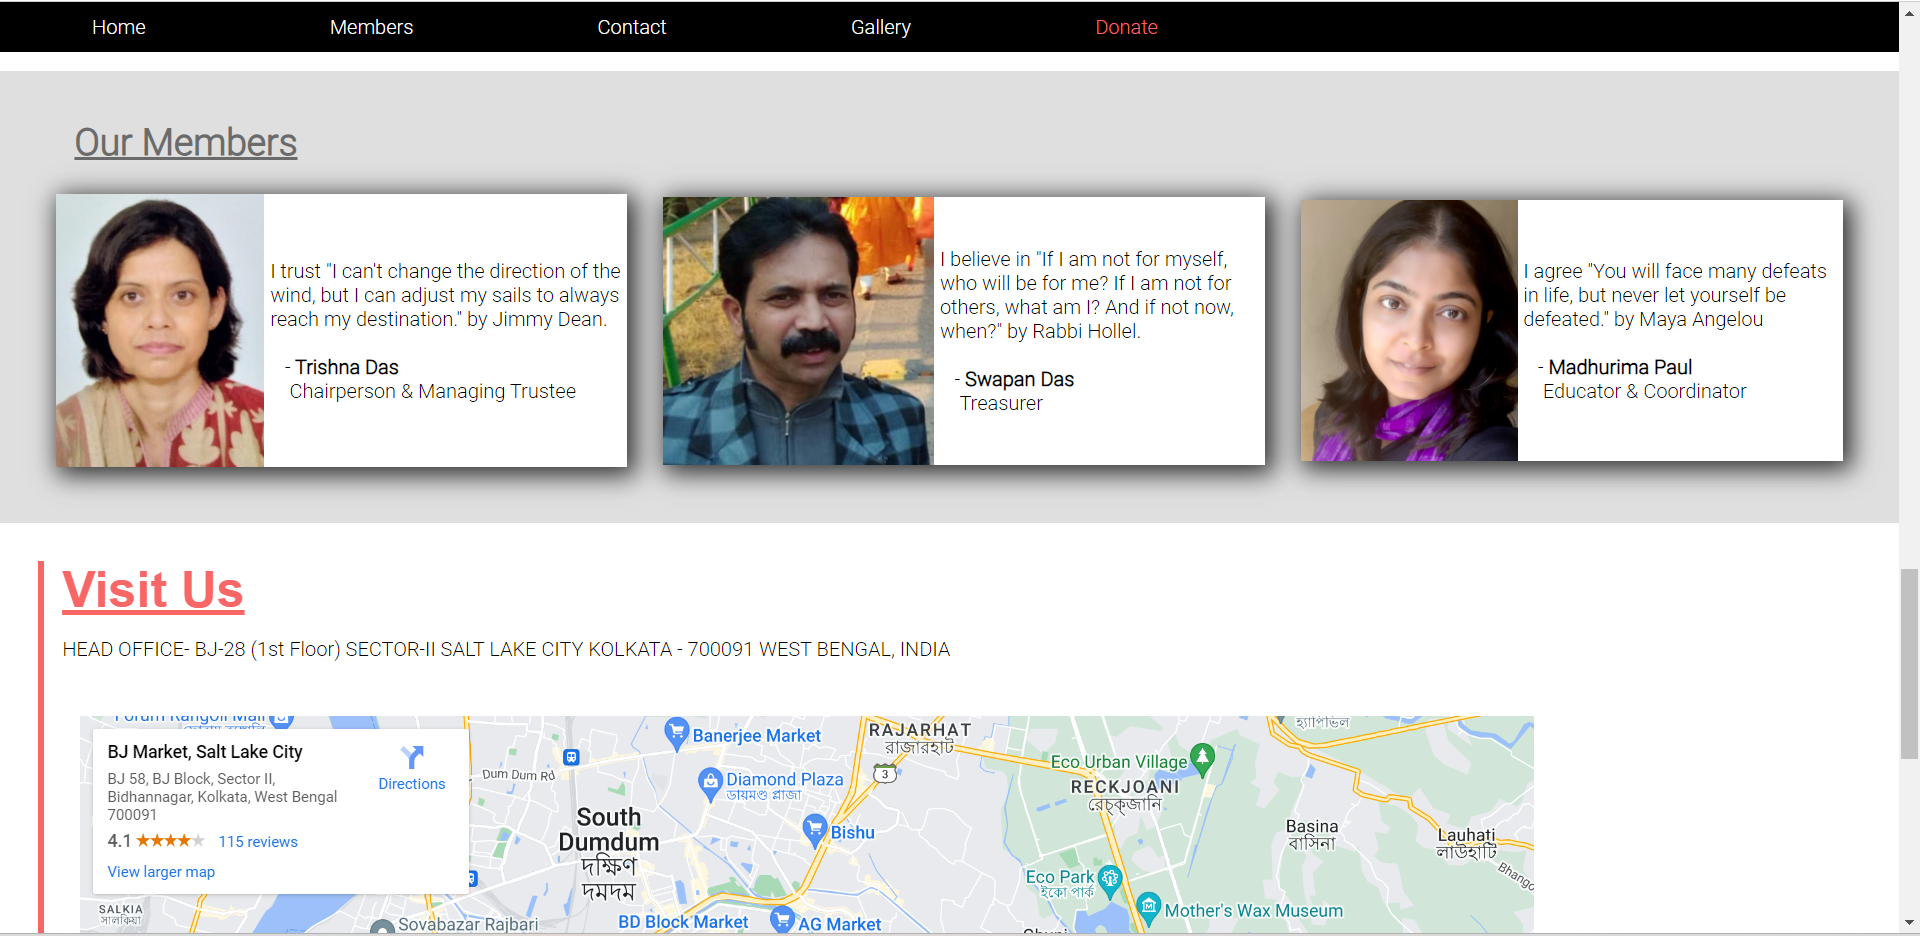 Home Members Contact Gallery Donate
Our Members
I trust "I can't change the direction of the
wind, but I can adjust my sails to always
reach my destination." by Jimmy Dean.
- Trishna Das
Chairperson & Managing Trustee
I believe in "If I am not for myself,
who will be for me? If I am not for
others, what am I? And if not now,
when?" by Rabbi Hollel.
- Swapan Das
Treasurer
I agree "You will face many defeats
in life, but never let yourself be
defeated." by Maya Angelou
- Madhurima Paul
Educator & Coordinator
Visit Us
HEAD OFFICE- BJ-28 (1st Floor) SECTOR-II SALT LAKE CITY KOLKATA - 700091 WEST BENGAL, INDIA
BJ Market, Salt Lake City
BJ 58, BJ Block, Sector II,
Bidhannagar, Kolkata, West Bengal
700091
4.1 115 reviews
View larger map
Directions
Forum Rangoli Mall
SALKIA
সালকিয়া
Dum Dum Rd
South
Dumdum
দক্ষিণ
দমদম
Banerjee Market
Diamond Plaza
ডায়মণ্ড প্লাজা
Bishu
RAJARHAT
রাজারহাট
3
Eco Urban Village
RECKJOANI
রেচ্ক্জানি
Basina
বাসিনা
Lauhati
লাউহাটি
Eco Park
ইকো পার্ক
Mother's Wax Museum
Sovabazar Rajbari
BD Block Market
AG Market